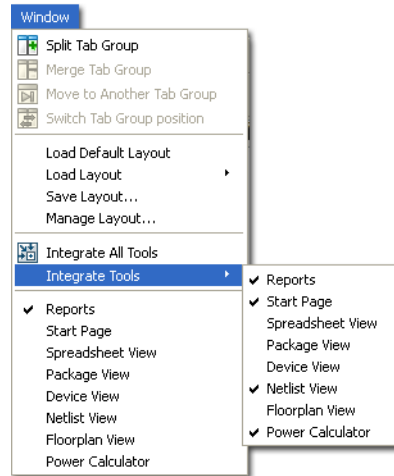 Window
Split Tab Group
Merge Tab Group
Move to Another Tab Group
Switch Tab Group position
Load Default Layout
Load Layout
Save Layout...
Manage Layout...
Integrate All Tools
Integrate Tools
Reports
Start Page
Spreadsheet View
Package View
Device View
Netlist View
Floorplan View
Power Calculator
Reports
Start Page
Spreadsheet View
Package View
Device View
Netlist View
Floorplan View
Power Calculator